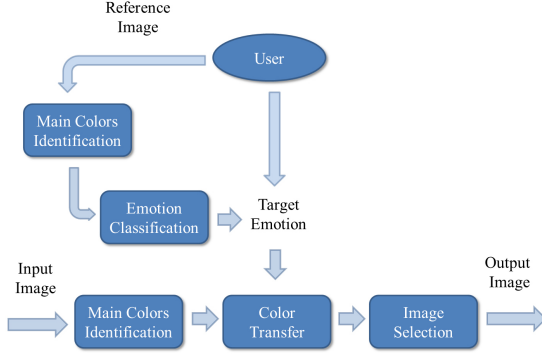 Reference
Image
User
Main Colors
Identification
Emotion
Classification
Target
Emotion
Input
Image
Main Colors
Identification
Color
Transfer
Image
Selection
Output
Image